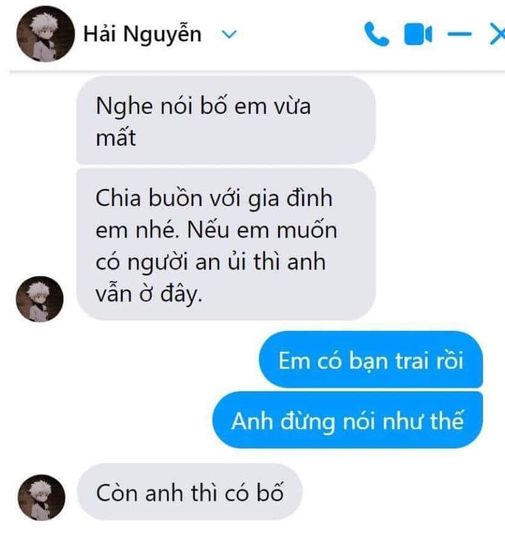 Hải Nguyễn
Nghe nói bố em vừa
mất
Chia buồn với gia đình
em nhé. Nếu em muốn
có người an ủi thì anh
vẫn ờ đây.
Em có bạn trai rồi
Anh đừng nói như thế
Còn anh thì có bố